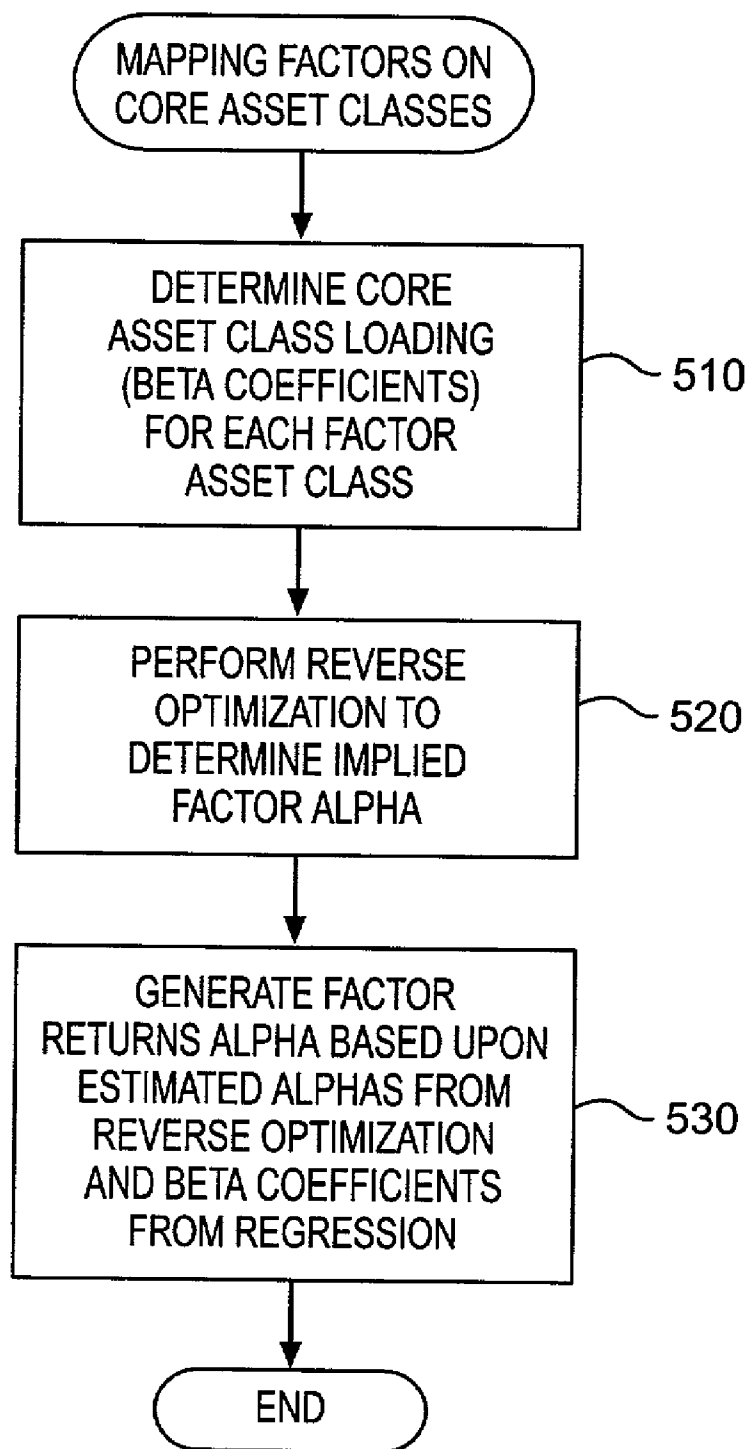 MAPPING FACTORS ON
CORE ASSET CLASSES
DETERMINE CORE
ASSET CLASS LOADING
(BETA COEFFICIENTS)
FOR EACH FACTOR
ASSET CLASS
510
PERFORM REVERSE
OPTIMIZATION TO
DETERMINE IMPLIED
FACTOR ALPHA
520
GENERATE FACTOR
RETURNS ALPHA BASED UPON
ESTIMATED ALPHAS FROM
REVERSE OPTIMIZATION
AND BETA COEFFICIENTS
FROM REGRESSION
530
END